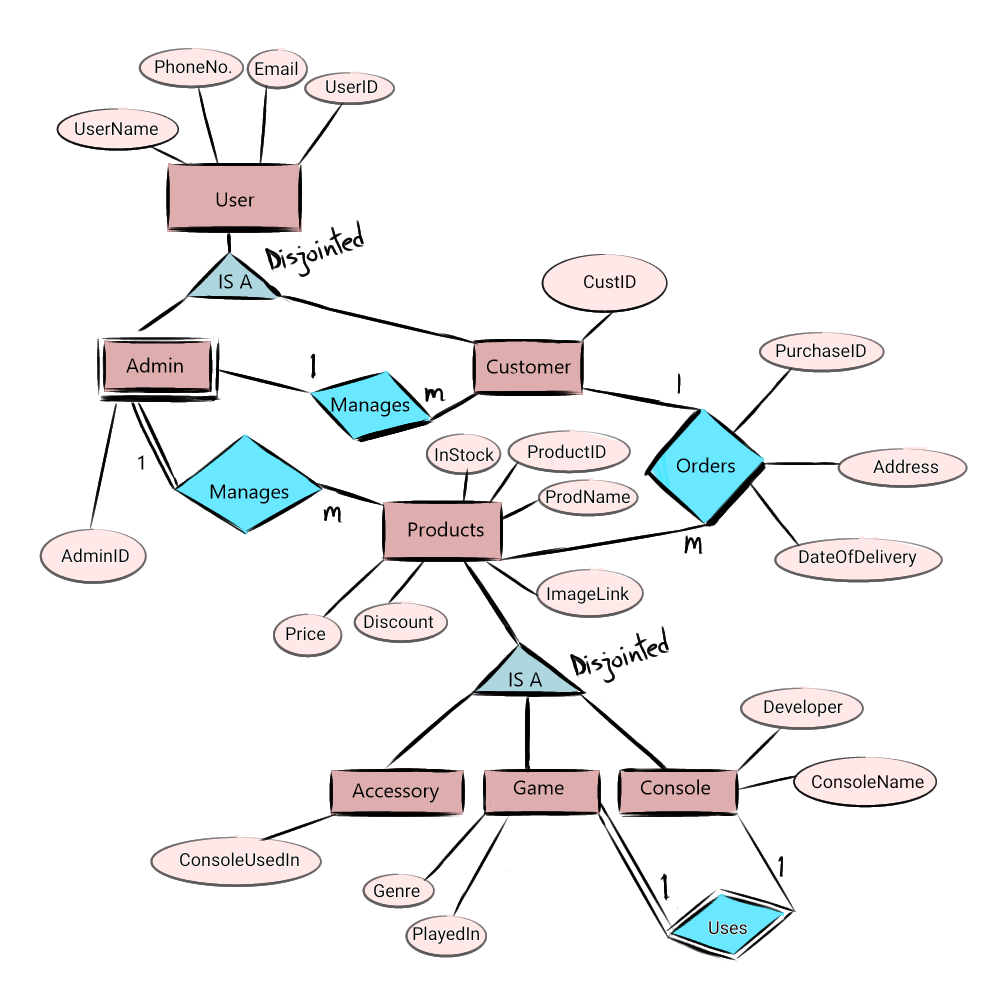 PhoneNo.
Email
UserID
UserName
User
Disjointed
IS A
CustID
Admin
Customer
PurchaseID
1
Manages
m
1
Orders
Address
InStock
ProductID
ProdName
1
Manages
m
Products
m
DateOfDelivery
AdminID
ImageLink
Price
Discount
Disjointed
IS A
Developer
Accessory
Game
Console
ConsoleName
ConsoleUsedIn
Genre
PlayedIn
1
1
Uses